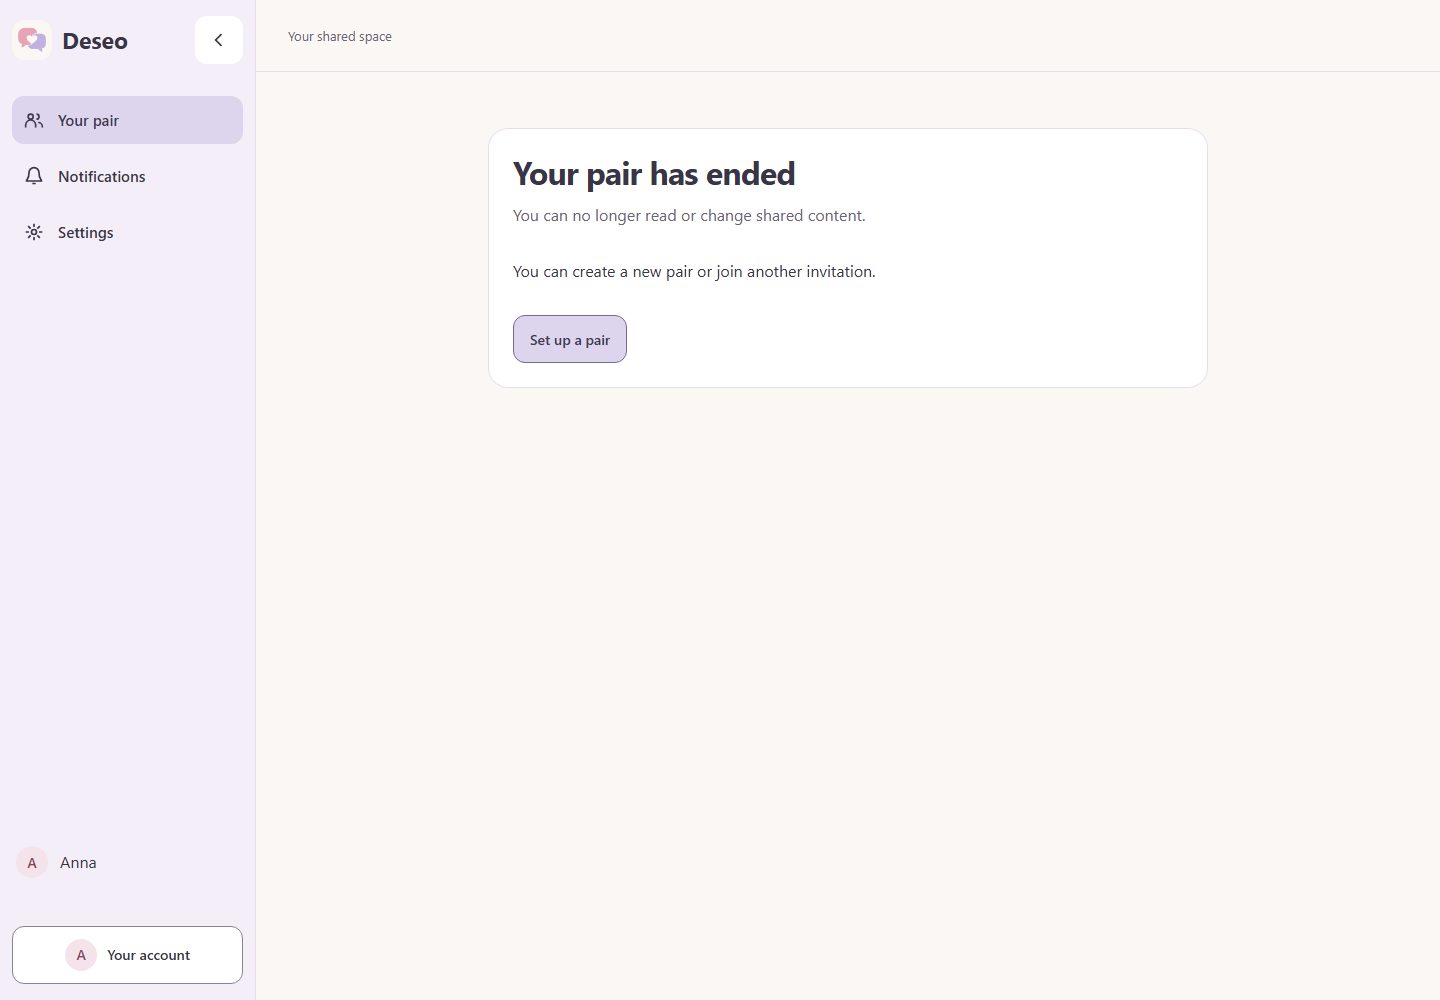 Deseo
Your pair
Notifications
Settings
A Anna
A Your account
Your shared space
Your pair has ended
You can no longer read or change shared content.
You can create a new pair or join another invitation.
Set up a pair